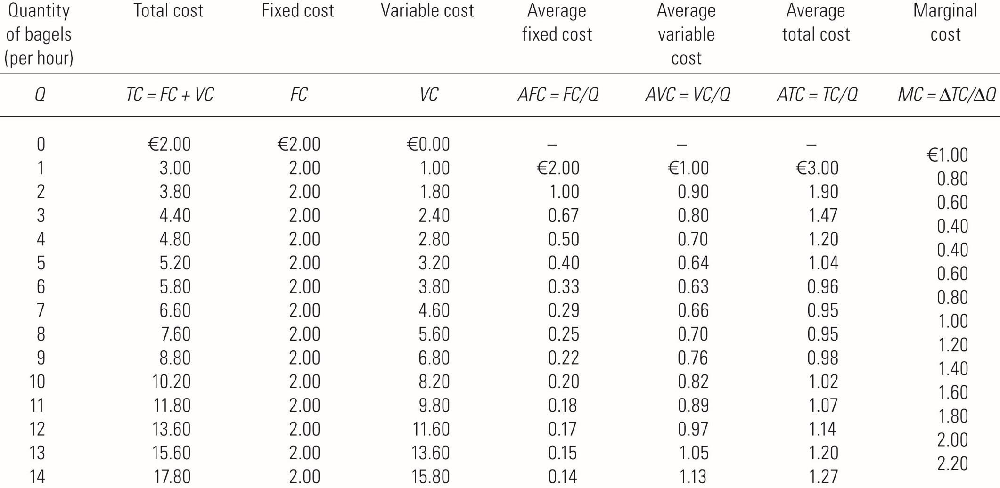 Quantity of bagels (per hour) Total cost Fixed cost Variable cost Average fixed cost Average variable cost Average total cost Marginal cost
Q TC = FC + VC FC VC AFC = FC/Q AVC = VC/Q ATC = TC/Q MC = ΔTC/ΔQ
0 €2.00 €2.00 €0.00 – – –
€1.00
1 3.00 2.00 1.00 €2.00 €1.00 €3.00
0.80
2 3.80 2.00 1.80 1.00 0.90 1.90
0.60
3 4.40 2.00 2.40 0.67 0.80 1.47
0.40
4 4.80 2.00 2.80 0.50 0.70 1.20
0.40
5 5.20 2.00 3.20 0.40 0.64 1.04
0.60
6 5.80 2.00 3.80 0.33 0.63 0.96
0.80
7 6.60 2.00 4.60 0.29 0.66 0.95
1.00
8 7.60 2.00 5.60 0.25 0.70 0.95
1.20
9 8.80 2.00 6.80 0.22 0.76 0.98
1.40
10 10.20 2.00 8.20 0.20 0.82 1.02
1.60
11 11.80 2.00 9.80 0.18 0.89 1.07
1.80
12 13.60 2.00 11.60 0.17 0.97 1.14
2.00
13 15.60 2.00 13.60 0.15 1.05 1.20
2.20
14 17.80 2.00 15.80 0.14 1.13 1.27